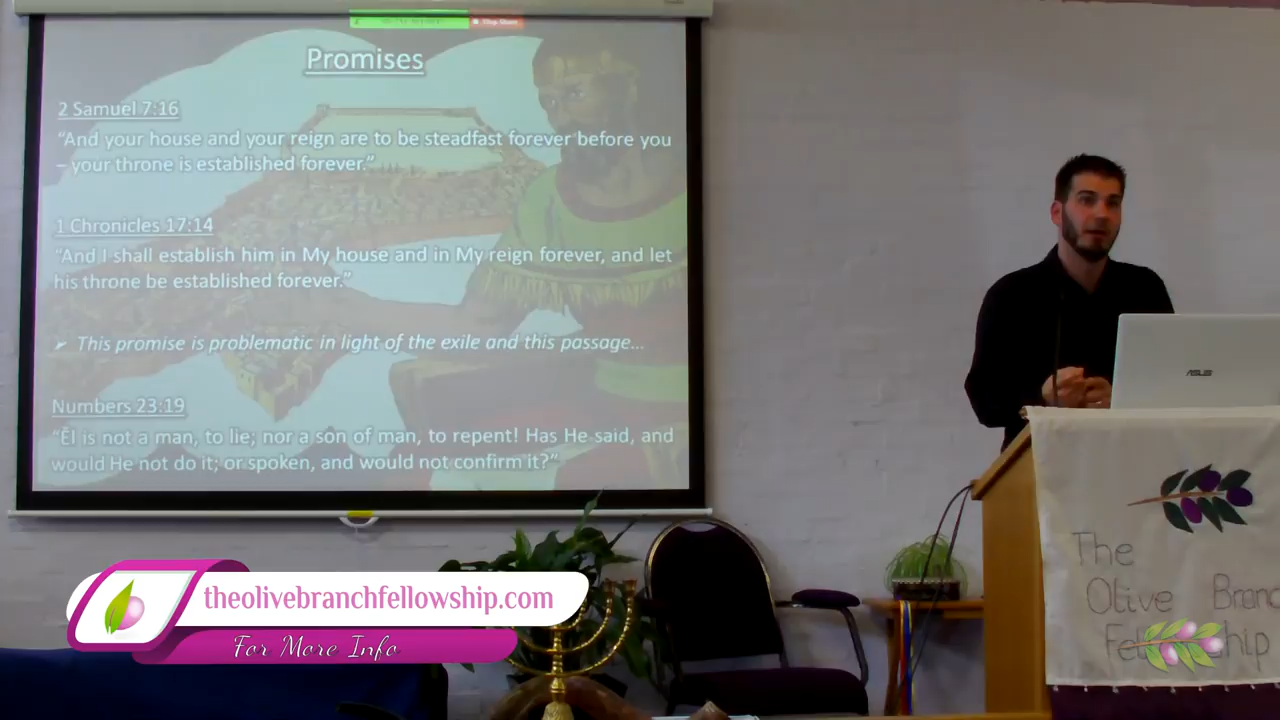 Stop Share
Promises
2 Samuel 7:16
“And your house and your reign are to be steadfast forever before you
– your throne is established forever.“
1 Chronicles 17:14
“And I shall establish him in My house and in My reign forever, and let
his throne be established forever.”
➢ This promise is problematic in light of the exile and this passage…
Numbers 23:19
“Ěl is not a man, to lie; nor a son of man, to repent! Has He said, and
would He not do it; or spoken, and would not confirm it?”
ASUS
The
Olive Branc
theolivebranchfellowship.com
For More Info